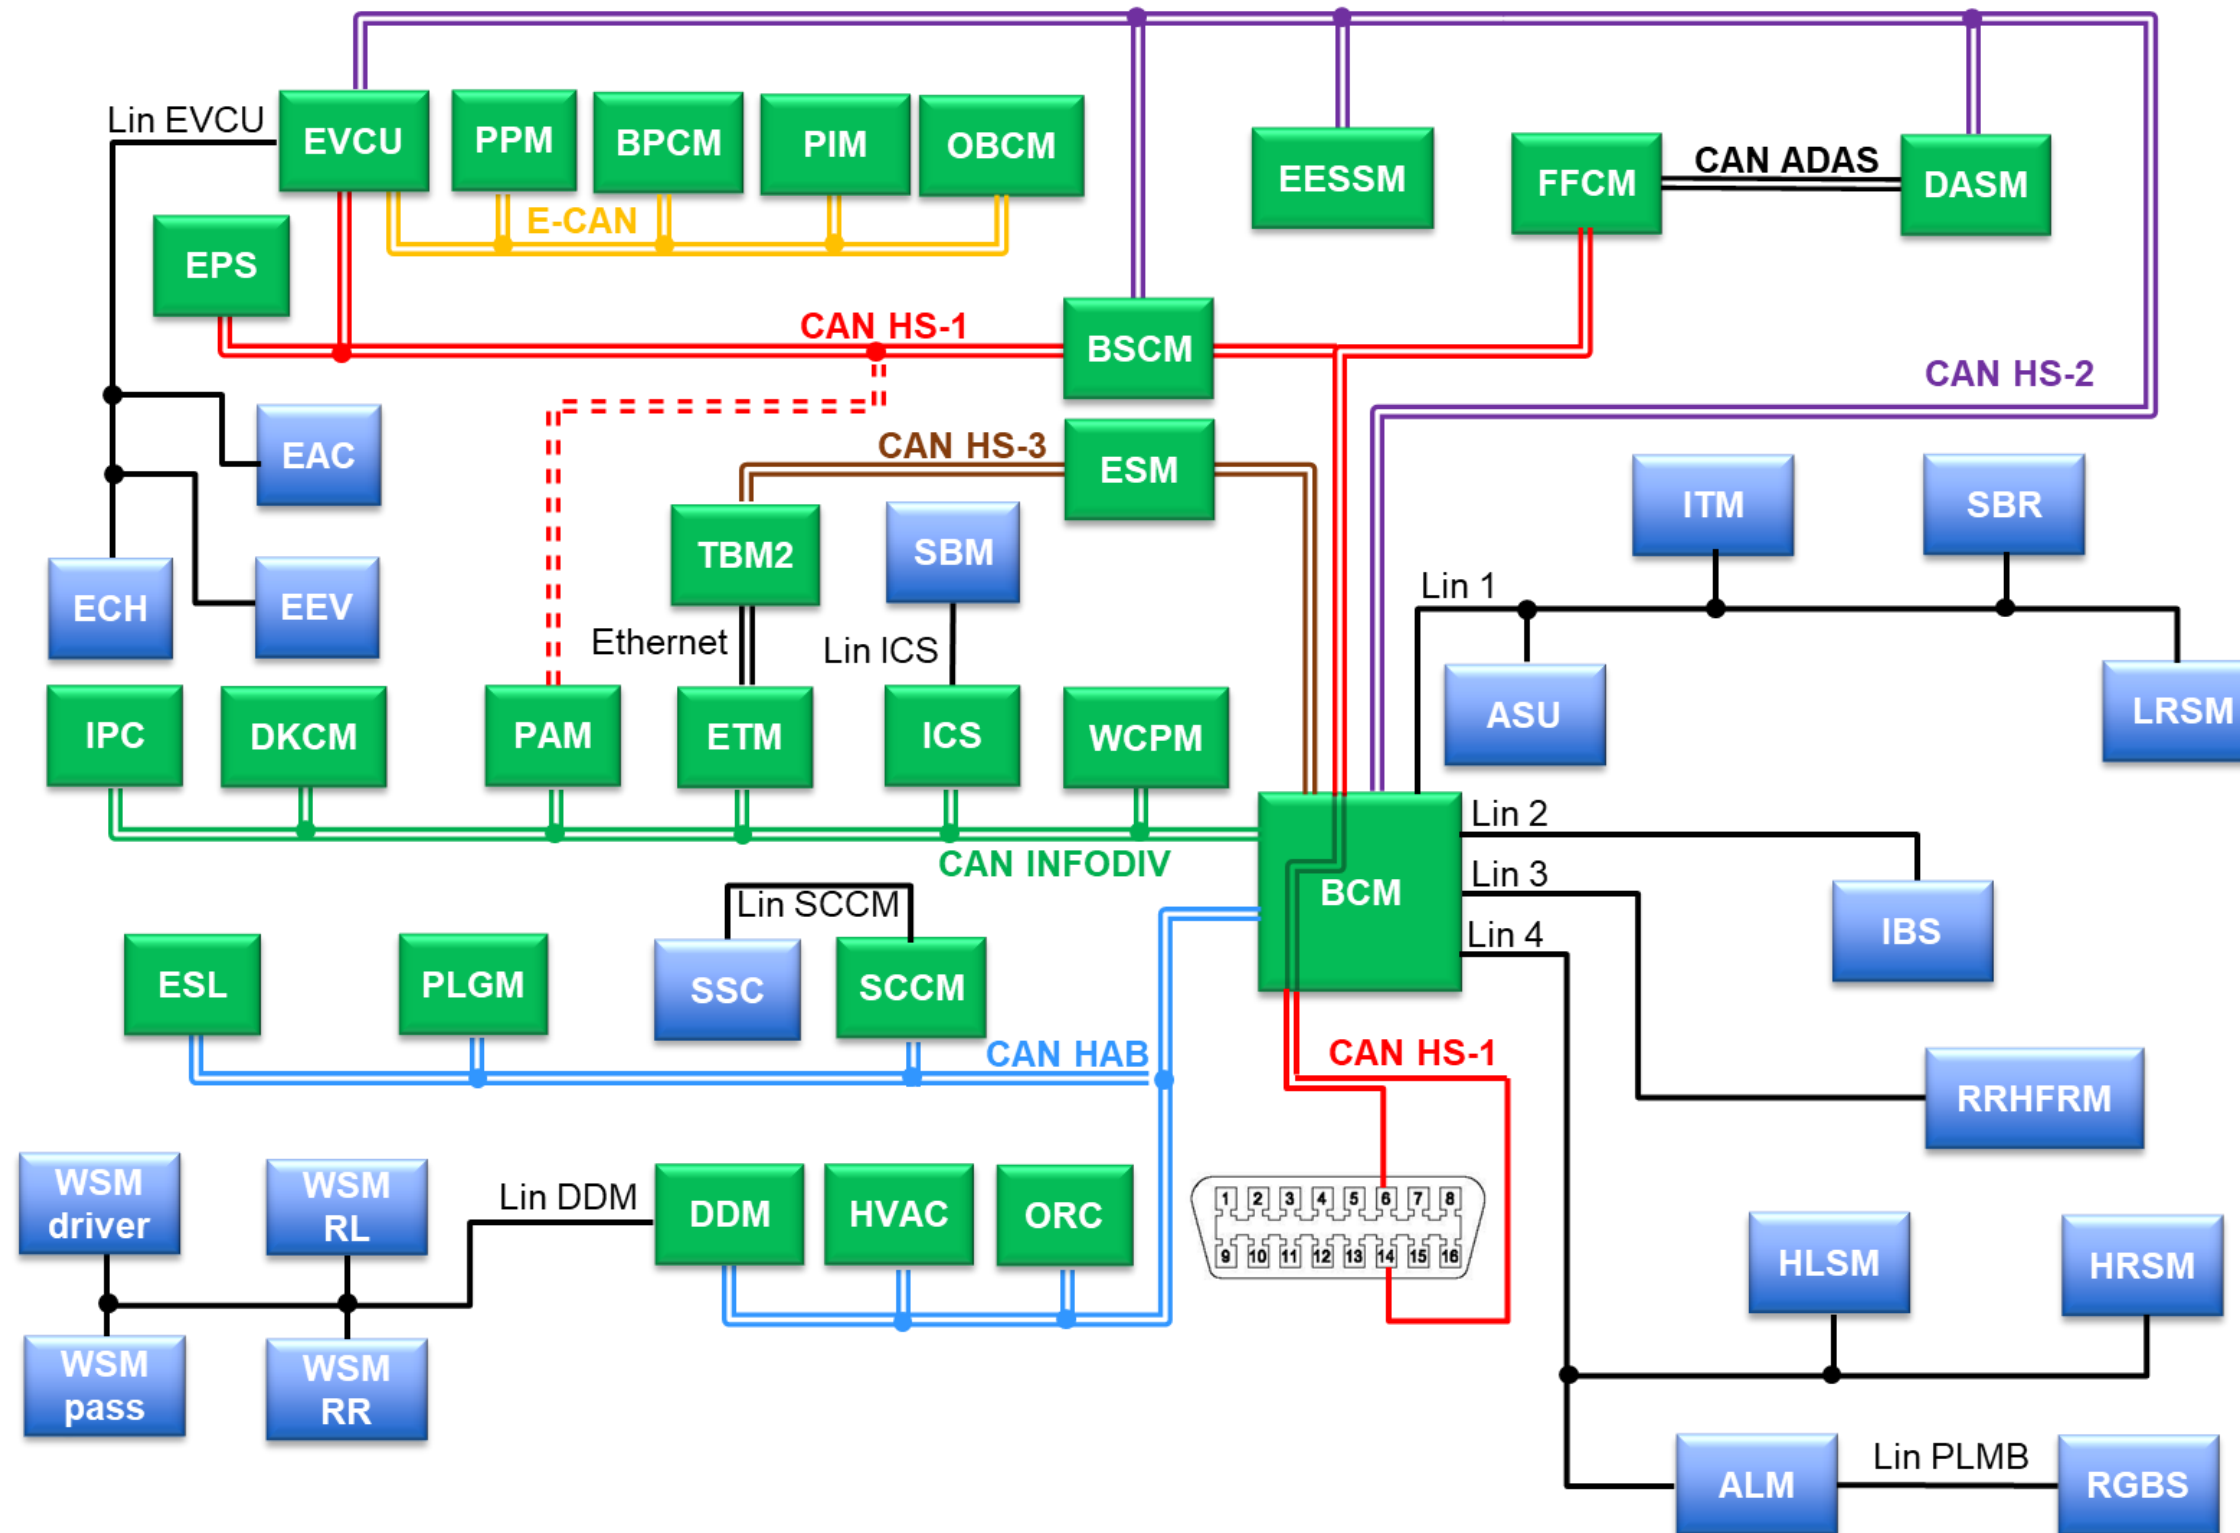 Lin EVCU
EVCU
PPM
BPCM
PIM
OBCM
EESSM
FFCM
CAN ADAS
DASM
E-CAN
EPS
CAN HS-1
BSCM
CAN HS-2
EAC
CAN HS-3
ESM
ITM
SBR
TBM2
SBM
ECH
EEV
Lin 1
Ethernet
Lin ICS
ASU
LRSM
IPC
DKCM
PAM
ETM
ICS
WCPM
CAN INFODIV
BCM
Lin 2
Lin 3
Lin 4
IBS
Lin SCCM
ESL
PLGM
SSC
SCCM
CAN HAB
CAN HS-1
RRHFRM
WSM
driver
WSM
RL
Lin DDM
DDM
HVAC
ORC
1 2 3 4 5 6 7 8
9 10 11 12 13 14 15 16
HLSM
HRSM
WSM
pass
WSM
RR
ALM
Lin PLMB
RGBS